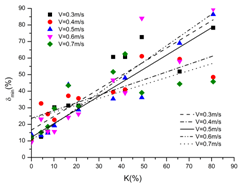 V=0.3m/s
V=0.4m/s
V=0.5m/s
V=0.6m/s
V=0.7m/s
90
80
70
60
50
40
30
20
10
0
δmax(%)
V=0.3m/s
V=0.4m/s
V=0.5m/s
V=0.6m/s
V=0.7m/s
0 10 20 30 40 50 60 70 80 90
K(%)